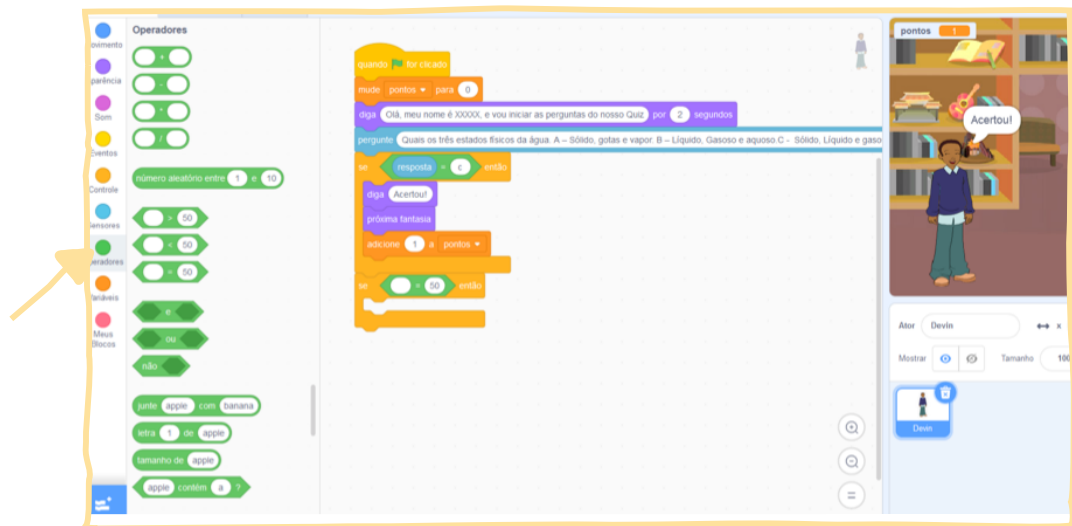 Operadores
+
-
*
/
número aleatório entre 1 e 10
> 50
< 50
= 50
e
ou
não
junte apple com banana
letra 1 de apple
tamanho de apple
apple contém a ?
ovimento
parência
Som
Eventos
Controle
ensores
peradores
Variáveis
Meus
Blocos
quando for clicado
mude pontos para 0
diga Olá, meu nome é XXXXX, e vou iniciar as perguntas do nosso Quiz por 2 segundos
pergunte Quais os três estados físicos da água. A – Sólido, gotas e vapor. B – Líquido, Gasoso e aquoso.C - Sólido, Líquido e gaso
se resposta = c então
diga Acertou!
próxima fantasia
adicione 1 a pontos
se = 50 então
pontos 1
Acertou!
Ator Devin x
Mostrar Tamanho 100
Devin